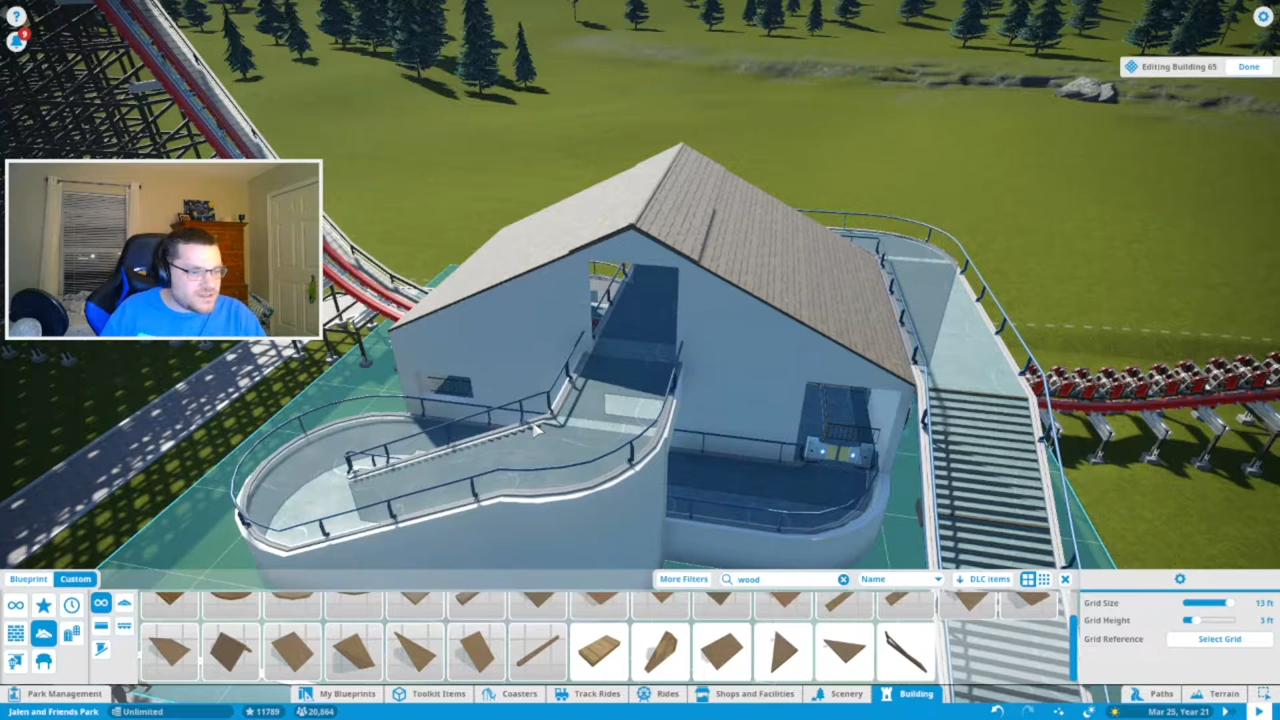 ?
9
Editing Building 65 Done
Blueprint Custom More Filters wood Name DLC items
Grid Size 13 ft
Grid Height 3 ft
Grid Reference Select Grid
Park Management My Blueprints Toolkit Items Coasters Track Rides Rides Shops and Facilities Scenery Building Paths Terrain
Jalen and Friends Park Unlimited 11789 20,864 Mar 25, Year 21